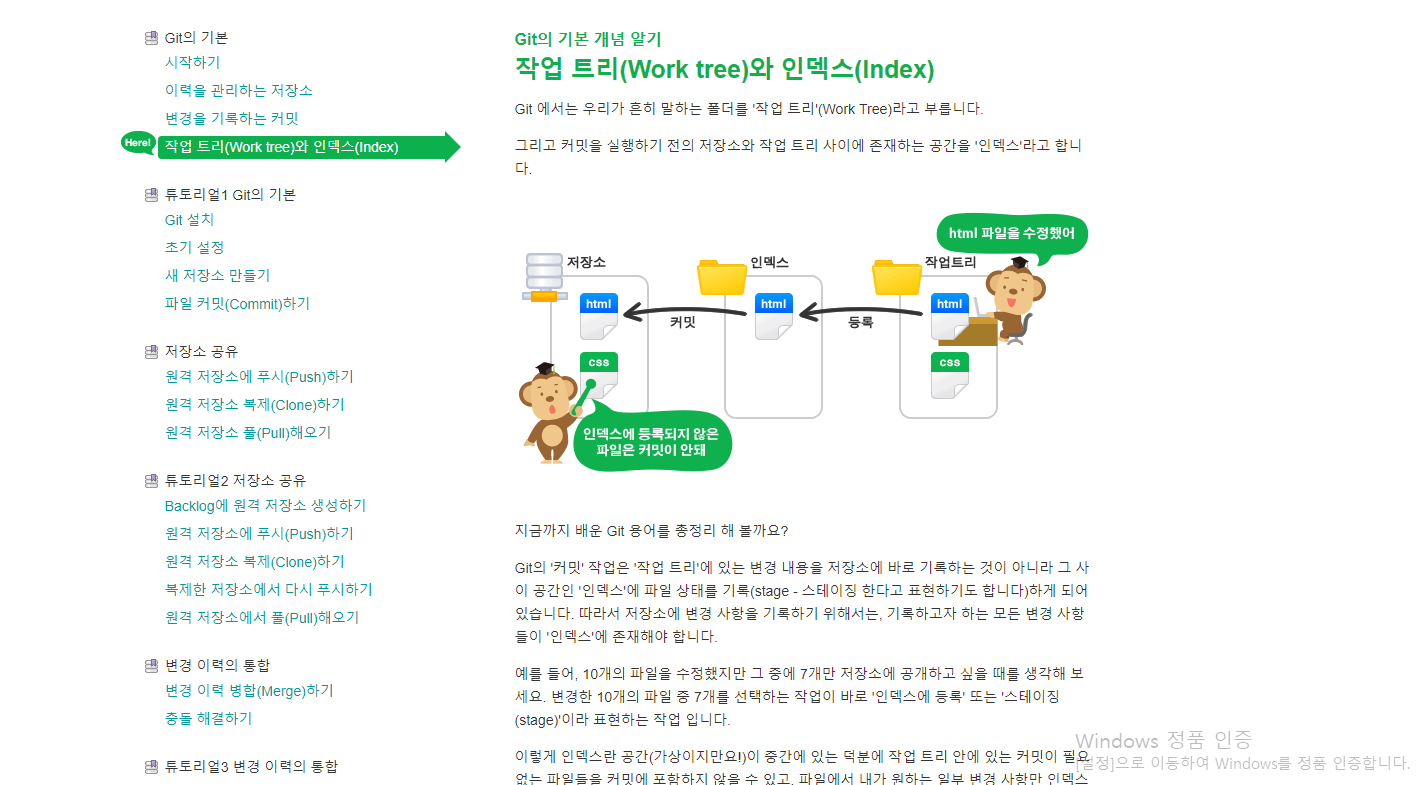 Git의 기본
시작하기
이력을 관리하는 저장소
변경을 기록하는 커밋
Here!
작업 트리(Work tree)와 인덱스(Index)
튜토리얼1 Git의 기본
Git 설치
초기 설정
새 저장소 만들기
파일 커밋(Commit)하기
저장소 공유
원격 저장소에 푸시(Push)하기
원격 저장소 복제(Clone)하기
원격 저장소 풀(Pull)해오기
튜토리얼2 저장소 공유
Backlog에 원격 저장소 생성하기
원격 저장소에 푸시(Push)하기
원격 저장소 복제(Clone)하기
복제한 저장소에서 다시 푸시하기
원격 저장소에서 풀(Pull)해오기
변경 이력의 통합
변경 이력 병합(Merge)하기
충돌 해결하기
튜토리얼3 변경 이력의 통합
Git의 기본 개념 알기
작업 트리(Work tree)와 인덱스(Index)
Git 에서는 우리가 흔히 말하는 폴더를 '작업 트리'(Work Tree)라고 부릅니다.
그리고 커밋을 실행하기 전의 저장소와 작업 트리 사이에 존재하는 공간을 '인덱스'라고 합니
다.
html 파일을 수정했어
저장소
인덱스
작업트리
html
html
html
커밋
등록
css
css
인덱스에 등록되지 않은
파일은 커밋이 안돼
지금까지 배운 Git 용어를 총정리 해 볼까요?
Git의 '커밋' 작업은 '작업 트리'에 있는 변경 내용을 저장소에 바로 기록하는 것이 아니라 그 사
이 공간인 '인덱스'에 파일 상태를 기록(stage - 스테이징 한다고 표현하기도 합니다)하게 되어
있습니다. 따라서 저장소에 변경 사항을 기록하기 위해서는, 기록하고자 하는 모든 변경 사항
들이 '인덱스'에 존재해야 합니다.
예를 들어, 10개의 파일을 수정했지만 그 중에 7개만 저장소에 공개하고 싶을 때를 생각해 보
세요. 변경한 10개의 파일 중 7개를 선택하는 작업이 바로 '인덱스에 등록' 또는 '스테이징
(stage)'이라 표현하는 작업 입니다.
이렇게 인덱스란 공간(가상이지만요!)이 중간에 있는 덕분에 작업 트리 안에 있는 커밋이 필요
없는 파일들을 커밋에 포함하지 않을 수 있고, 파일에서 내가 원하는 일부 변경 사항만 인덱스
Windows 정품 인증
[설정]으로 이동하여 Windows를 정품 인증합니다.